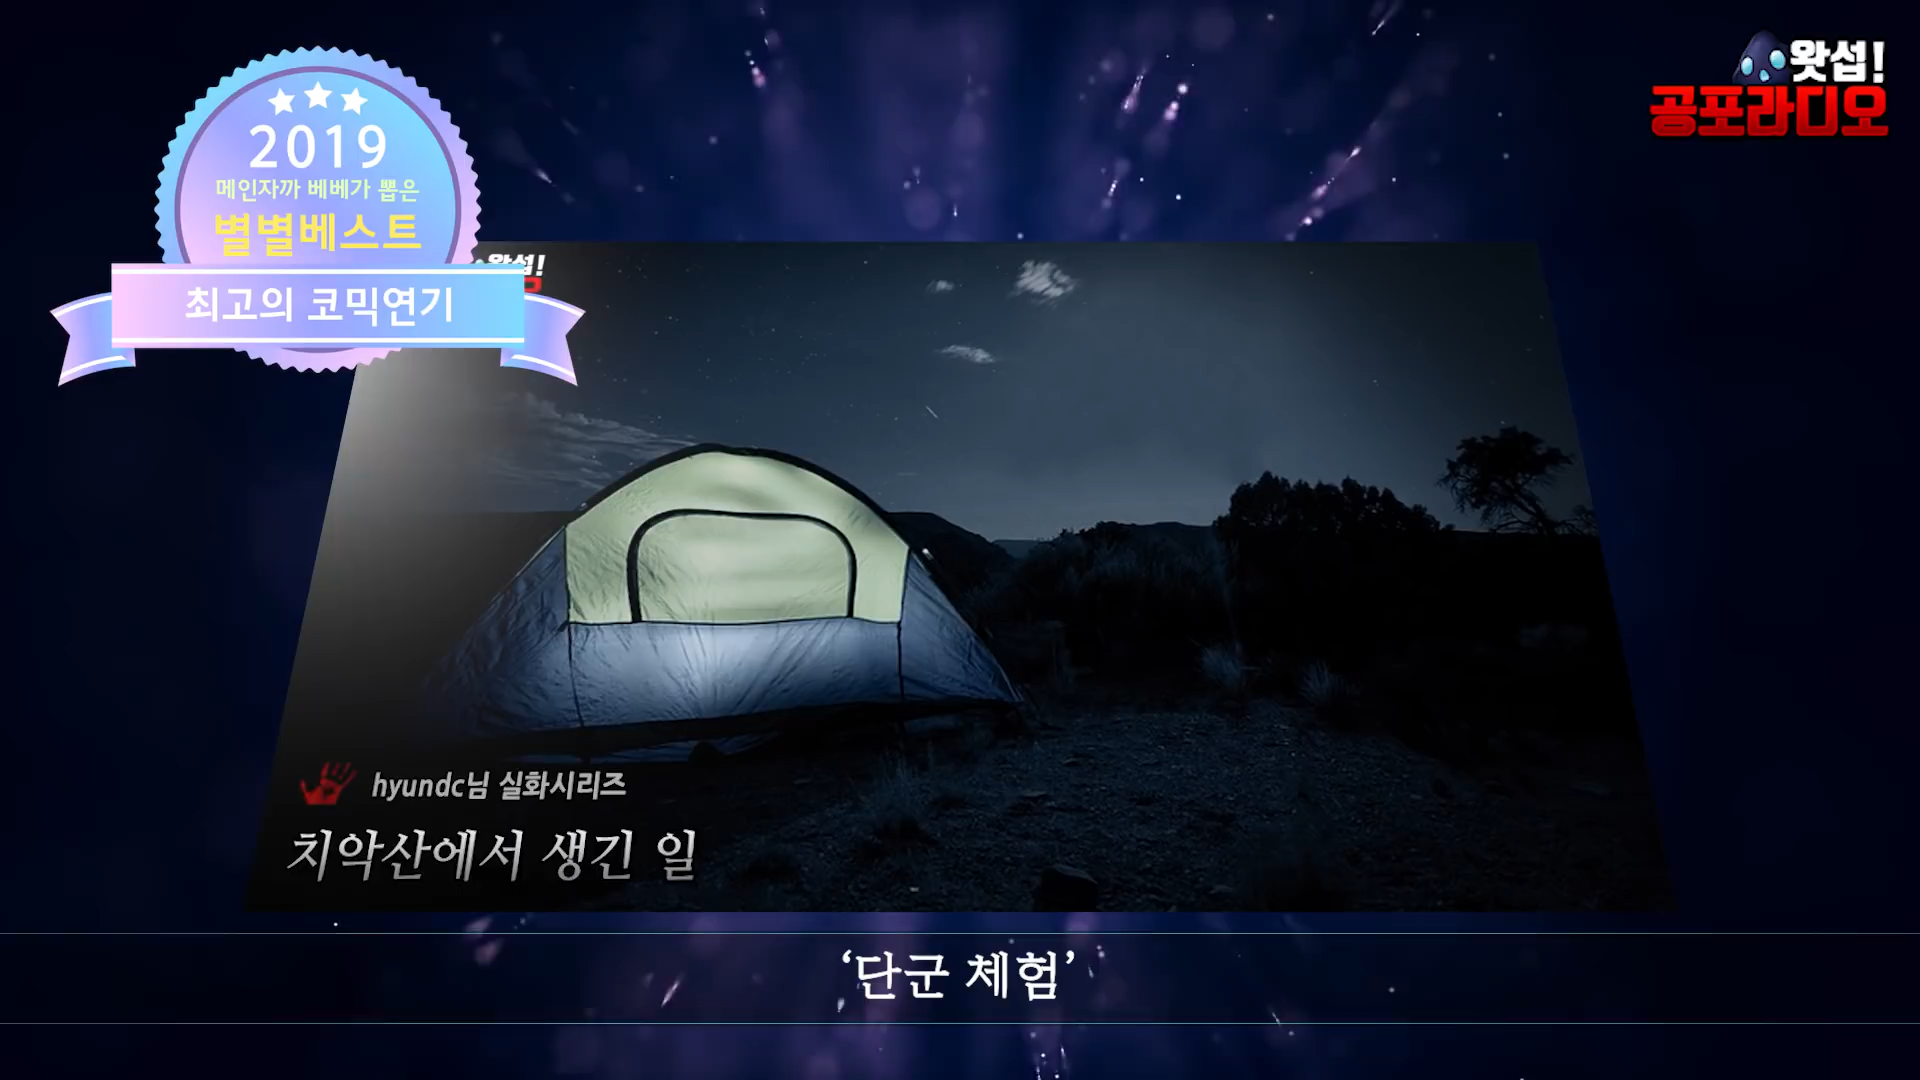 2019
메인자까 베베가 뽑은
별별베스트
최고의 코믹연기
왓섭!
공포라디오
왓섭!
hyundc님 실화시리즈
치악산에서 생긴 일
‘단군 체험’